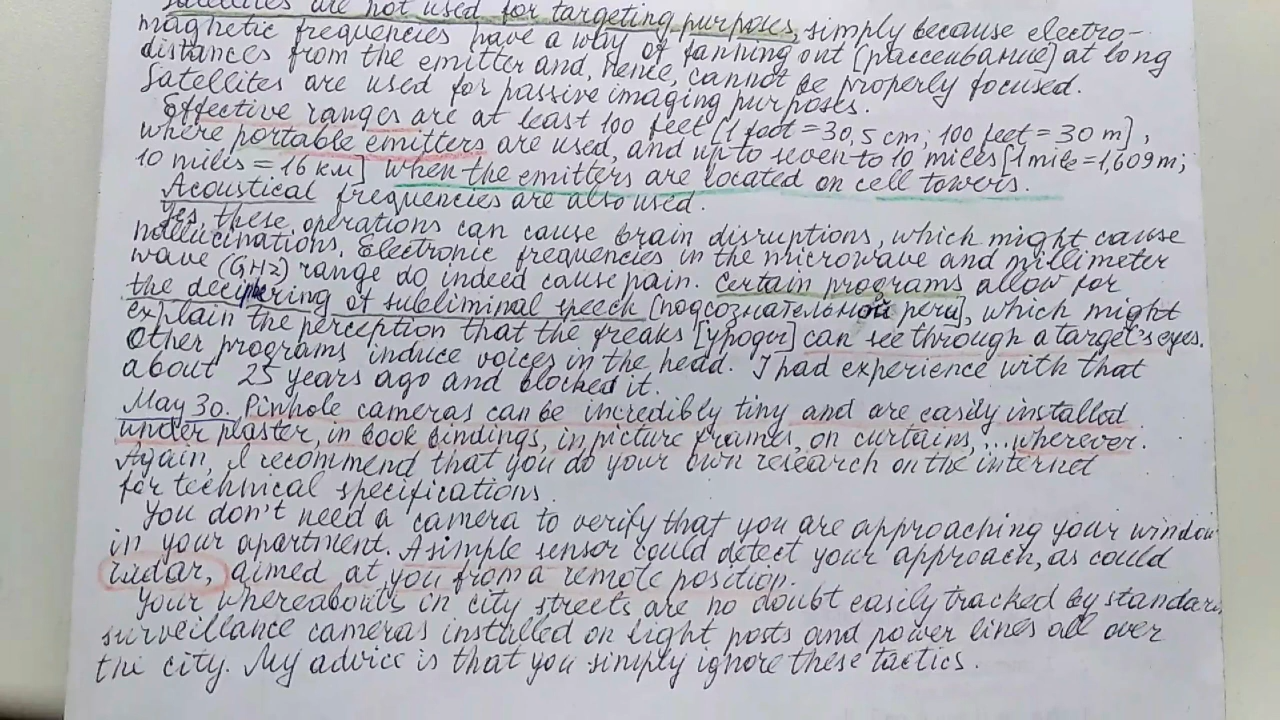 Satellites are not used for targeting purposes, simply because electro-
magnetic frequencies have a way of fanning out [рассеивание] at long
distances from the emitter and, hence, cannot be properly focused.
Satellites are used for passive imaging purposes.
Effective ranges are at least 100 feet [1 foot = 30,5 cm; 100 feet = 30 m],
where portable emitters are used, and up to seven to 10 miles [1 mile = 1,609 m;
10 miles = 16 км] when the emitters are located on cell towers.
Acoustical frequencies are also used.
Yes, these operations can cause brain disruptions, which might cause
hallucinations. Electronic frequencies in the microwave and millimeter
wave (GHz) range do indeed cause pain. Certain programs allow for
the deciphering of subliminal speech [подсознательной речи], which might
explain the perception that the freaks [уроды] can see through a target's eyes.
Other programs induce voices in the head. I had experience with that
about 25 years ago and blocked it.
May 30. Pinhole cameras can be incredibly tiny and are easily installed
under plaster, in book bindings, in picture frames, on curtains, ... wherever.
Again, I recommend that you do your own research on the internet
for technical specifications.
You don't need a camera to verify that you are approaching your window
in your apartment. A simple sensor could detect your approach, as could
radar, aimed at you from a remote position.
Your whereabouts in city streets are no doubt easily tracked by standard
surveillance cameras installed on light posts and power lines all over
the city. My advice is that you simply ignore these tactics.